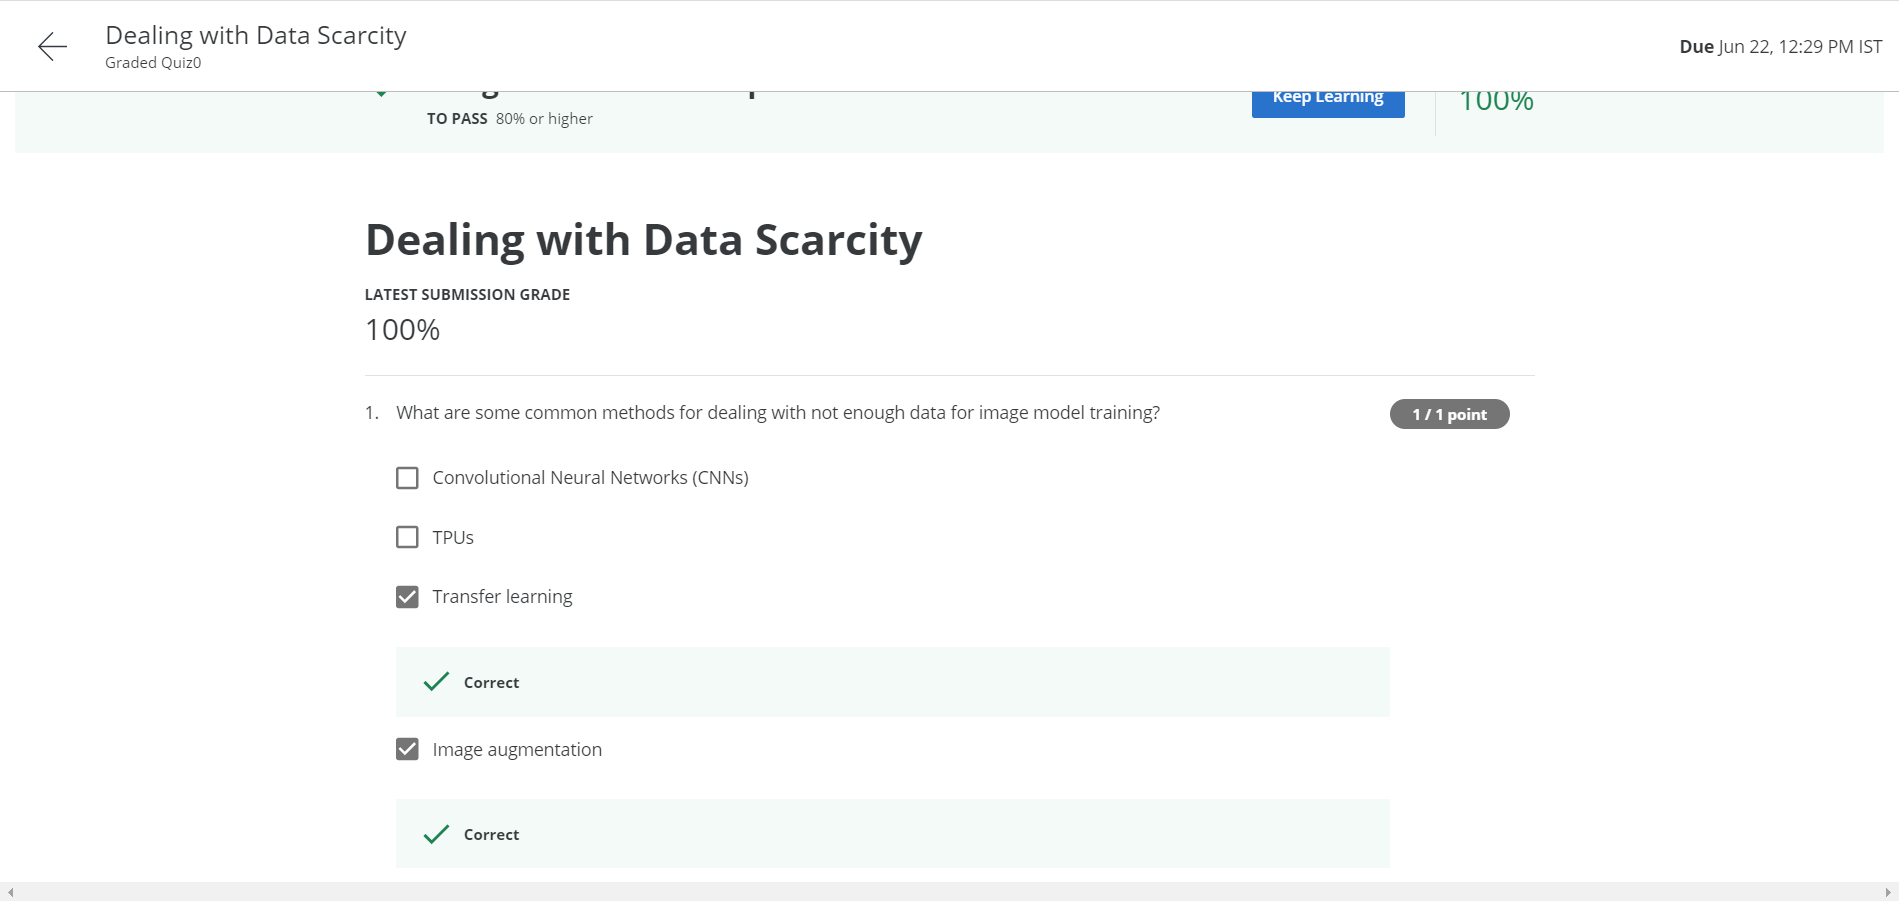 Dealing with Data Scarcity
Graded Quiz0
Due Jun 22, 12:29 PM IST
TO PASS 80% or higher
Keep Learning
100%
Dealing with Data Scarcity
LATEST SUBMISSION GRADE
100%
1. What are some common methods for dealing with not enough data for image model training?
1 / 1 point
Convolutional Neural Networks (CNNs)
TPUs
Transfer learning
Correct
Image augmentation
Correct